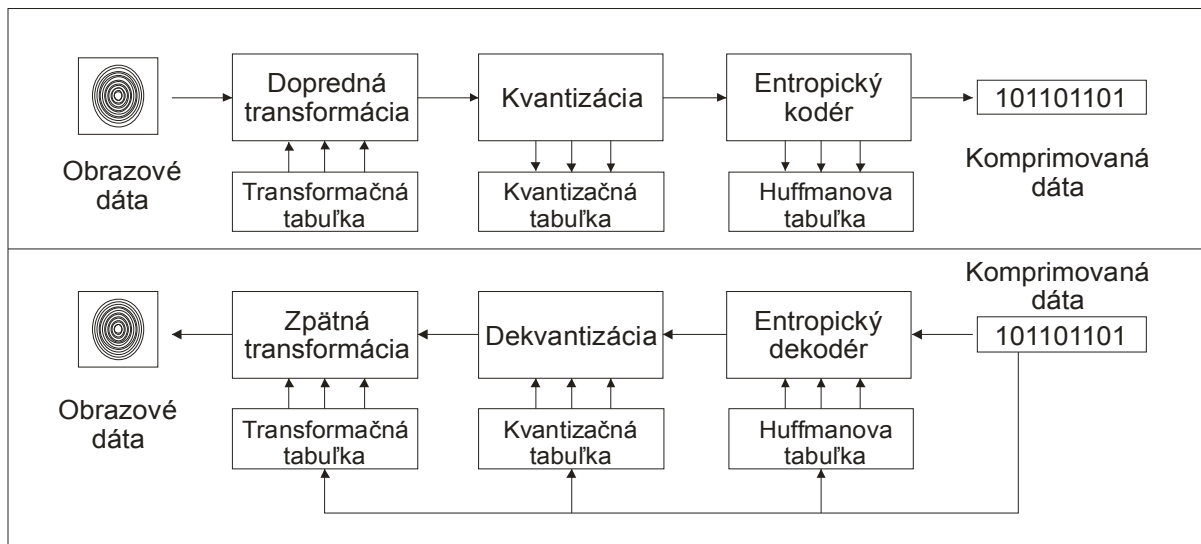 Obrazové
dáta
Dopredná
transformácia
Transformačná
tabuľka
Kvantizácia
Kvantizačná
tabuľka
Entropický
kodér
Huffmanova
tabuľka
101101101
Komprimovaná
dáta
Obrazové
dáta
Zpätná
transformácia
Transformačná
tabuľka
Dekvantizácia
Kvantizačná
tabuľka
Entropický
dekodér
Huffmanova
tabuľka
Komprimovaná
dáta
101101101